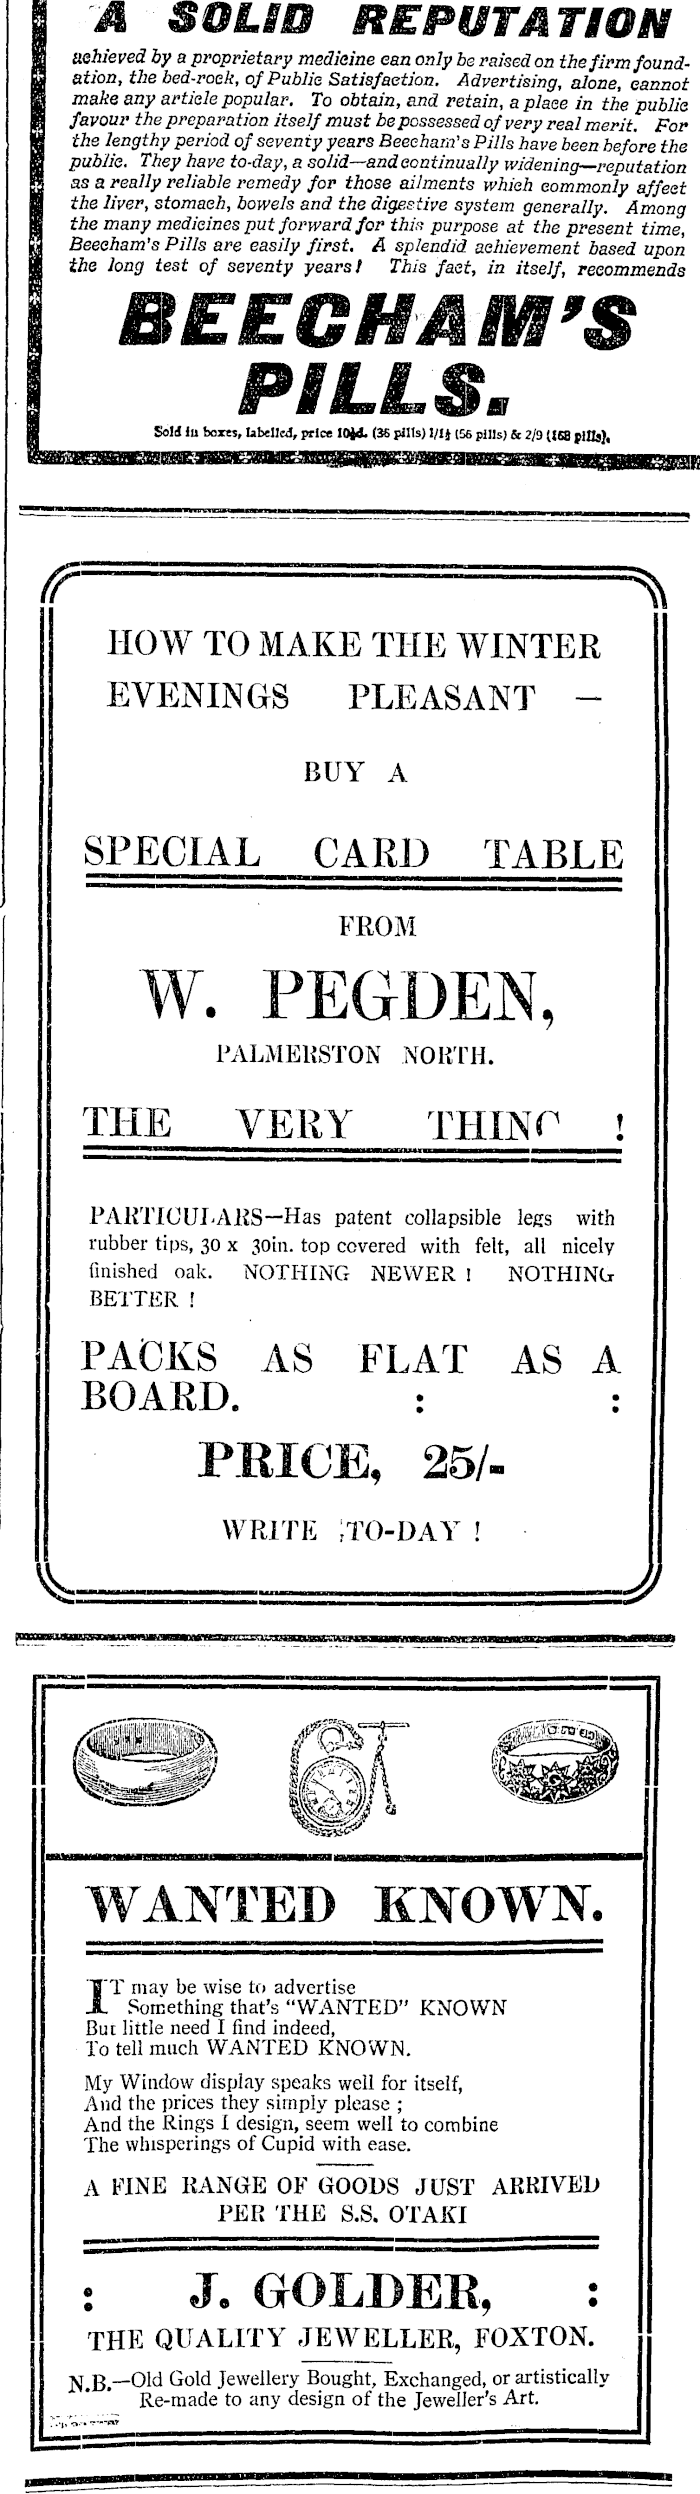 A SOLID REPUTATION
achieved by a proprietary medicine can only be raised on the firm found-
ation, the bed-rock, of Public Satisfaction. Advertising, alone, cannot
make any article popular. To obtain, and retain, a place in the public
favour the preparation itself must be possessed of very real merit. For
the lengthy period of seventy years Beecham's Pills have been before the
public. They have to-day, a solid—and continually widening—reputation
as a really reliable remedy for those ailments which commonly affect
the liver, stomach, bowels and the digestive system generally. Among
the many medicines put forward for this purpose at the present time,
Beecham's Pills are easily first. A splendid achievement based upon
the long test of seventy years! This fact, in itself, recommends
BEECHAM'S
PILLS.
Sold in boxes, labelled, price 10½d. (36 pills) 1/1½ (56 pills) & 2/9 (168 pills).
HOW TO MAKE THE WINTER
EVENINGS PLEASANT —
BUY A
SPECIAL CARD TABLE
FROM
W. PEGDEN,
PALMERSTON NORTH.
THE VERY THING !
PARTICULARS—Has patent collapsible legs with
rubber tips, 30 x 30in. top covered with felt, all nicely
finished oak. NOTHING NEWER ! NOTHING
BETTER !
PACKS AS FLAT AS A
BOARD. : :
PRICE, 25/-
WRITE TO-DAY !
WANTED KNOWN.
IT may be wise to advertise
Something that's "WANTED" KNOWN
But little need I find indeed,
To tell much WANTED KNOWN.
My Window display speaks well for itself,
And the prices they simply please ;
And the Rings I design, seem well to combine
The whisperings of Cupid with ease.
A FINE RANGE OF GOODS JUST ARRIVED
PER THE S.S. OTAKI
: J. GOLDER, :
THE QUALITY JEWELLER, FOXTON.
N.B.—Old Gold Jewellery Bought, Exchanged, or artistically
Re-made to any design of the Jeweller's Art.